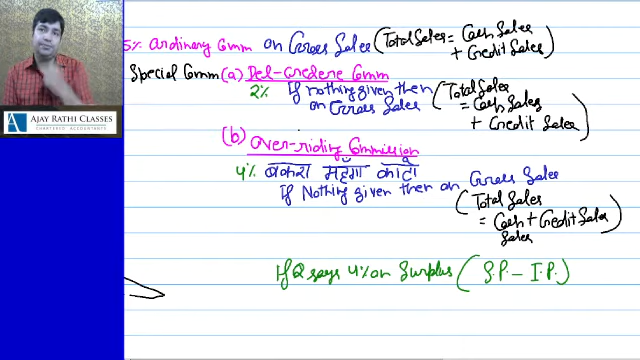 5% Ordinary Comm on Gross Sales (Total Sales = Cash Sales
+ Credit Sales)
Special Comm (a) Del-Credere Comm
2% If nothing given then on Gross Sales (Total Sales
= Cash Sales
+ Credit Sales)
AJAY RATHI CLASSES
CHARTERED ACCOUNTANTS
(b) Over-riding Commission
4% बकरा महँगा काटा
If Nothing given then on Gross Sales
(Total Sales
= Cash + Credit Sales)
Sales
If Q says 4% on Surplus (S.P. - I.P.)